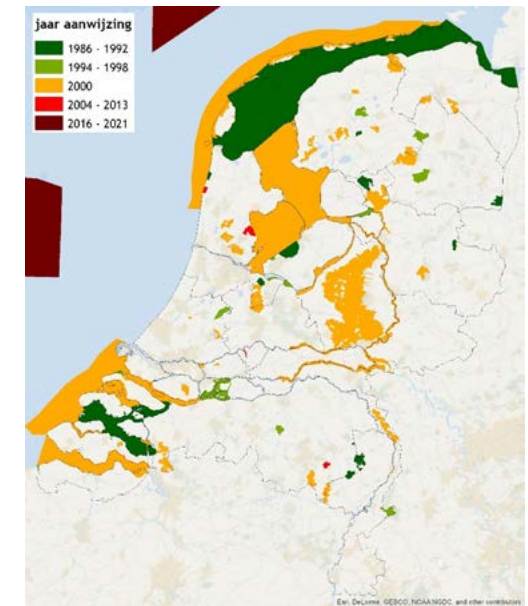 jaar aanwijzing
1986 - 1992
1994 - 1998
2000
2004 - 2013
2016 - 2021
Esri, DeLorme, GEBCO, NOAA NGDC, and other contributors